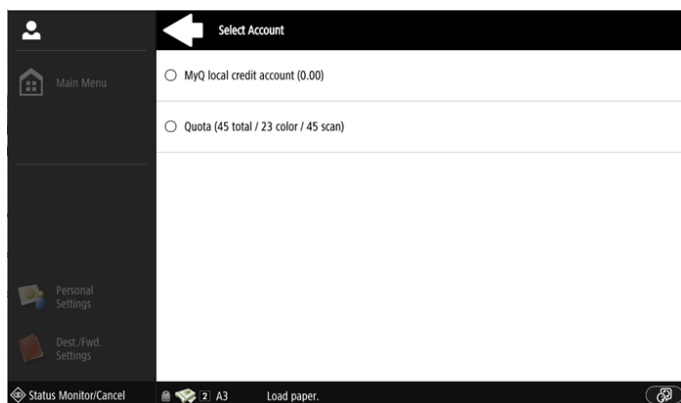 Select Account
Main Menu
MyQ local credit account (0.00)
Quota (45 total / 23 color / 45 scan)
Personal
Settings
Dest./Fwd.
Settings
Status Monitor/Cancel
2 A3 Load paper.